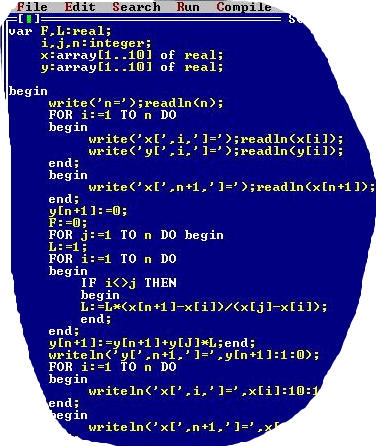 File Edit Search Run Compile
var F,L:real;
i,j,n:integer;
x:array[1..10] of real;
y:array[1..10] of real;
begin
write('n=');readln(n);
FOR i:=1 TO n DO
begin
write('x[',i,']=');readln(x[i]);
write('y[',i,']=');readln(y[i]);
end;
begin
write('x[',n+1,']=');readln(x[n+1]);
end;
y[n+1]:=0;
F:=0;
FOR j:=1 TO n DO begin
L:=1;
FOR i:=1 TO n DO
begin
IF i<>j THEN
begin
L:=L*(x[n+1]-x[i])/(x[j]-x[i]);
end;
end;
y[n+1]:=y[n+1]+y[J]*L;end;
writeln('y[',n+1,']=',y[n+1]:1:0);
FOR i:=1 TO n DO
begin
writeln('x[',i,']=',x[i]:10:1
end;
begin
writeln('x[',n+1,']=',x[